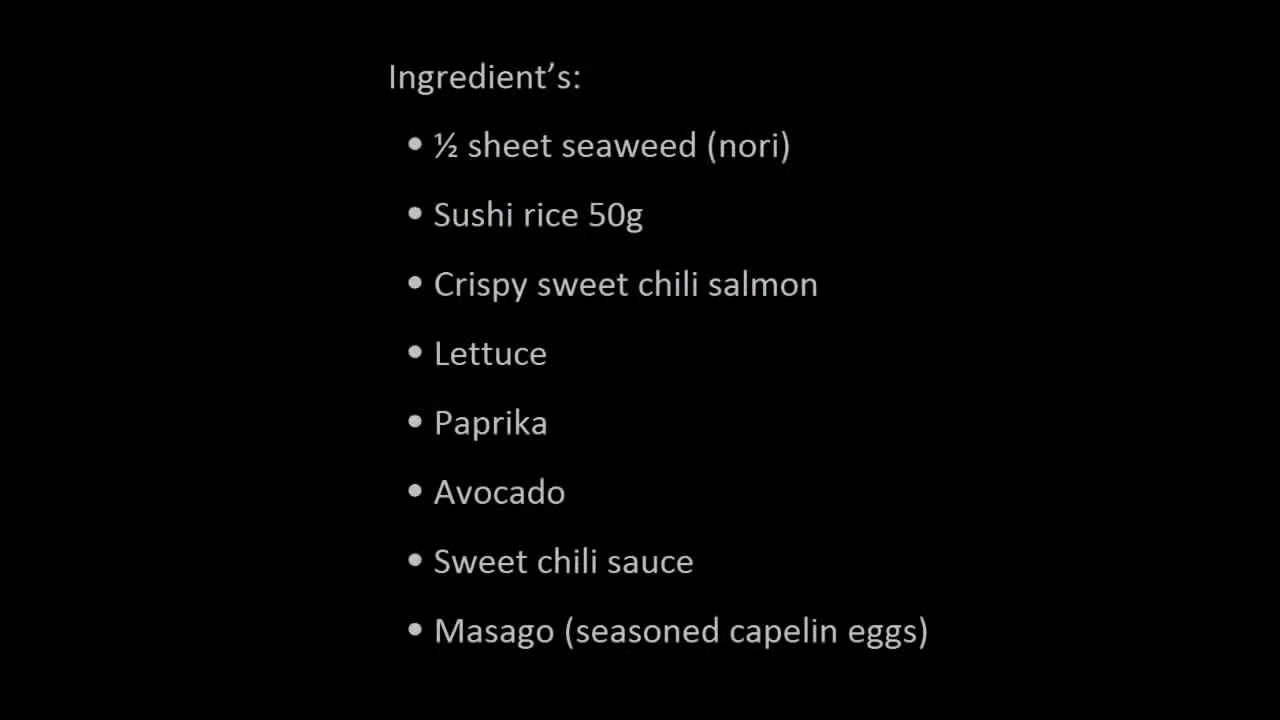 Ingredient’s:
• ½ sheet seaweed (nori)
• Sushi rice 50g
• Crispy sweet chili salmon
• Lettuce
• Paprika
• Avocado
• Sweet chili sauce
• Masago (seasoned capelin eggs)